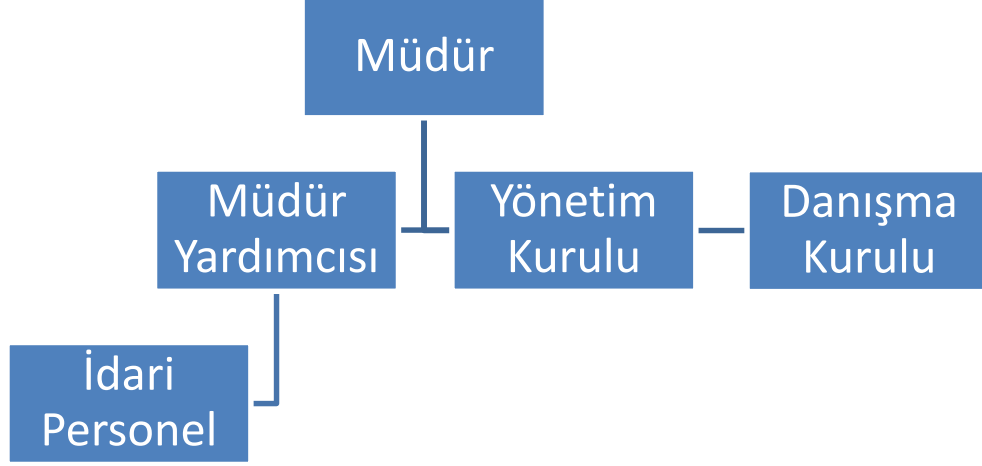 Müdür
Müdür
Yardımcısı
Yönetim
Kurulu
Danışma
Kurulu
İdari
Personel